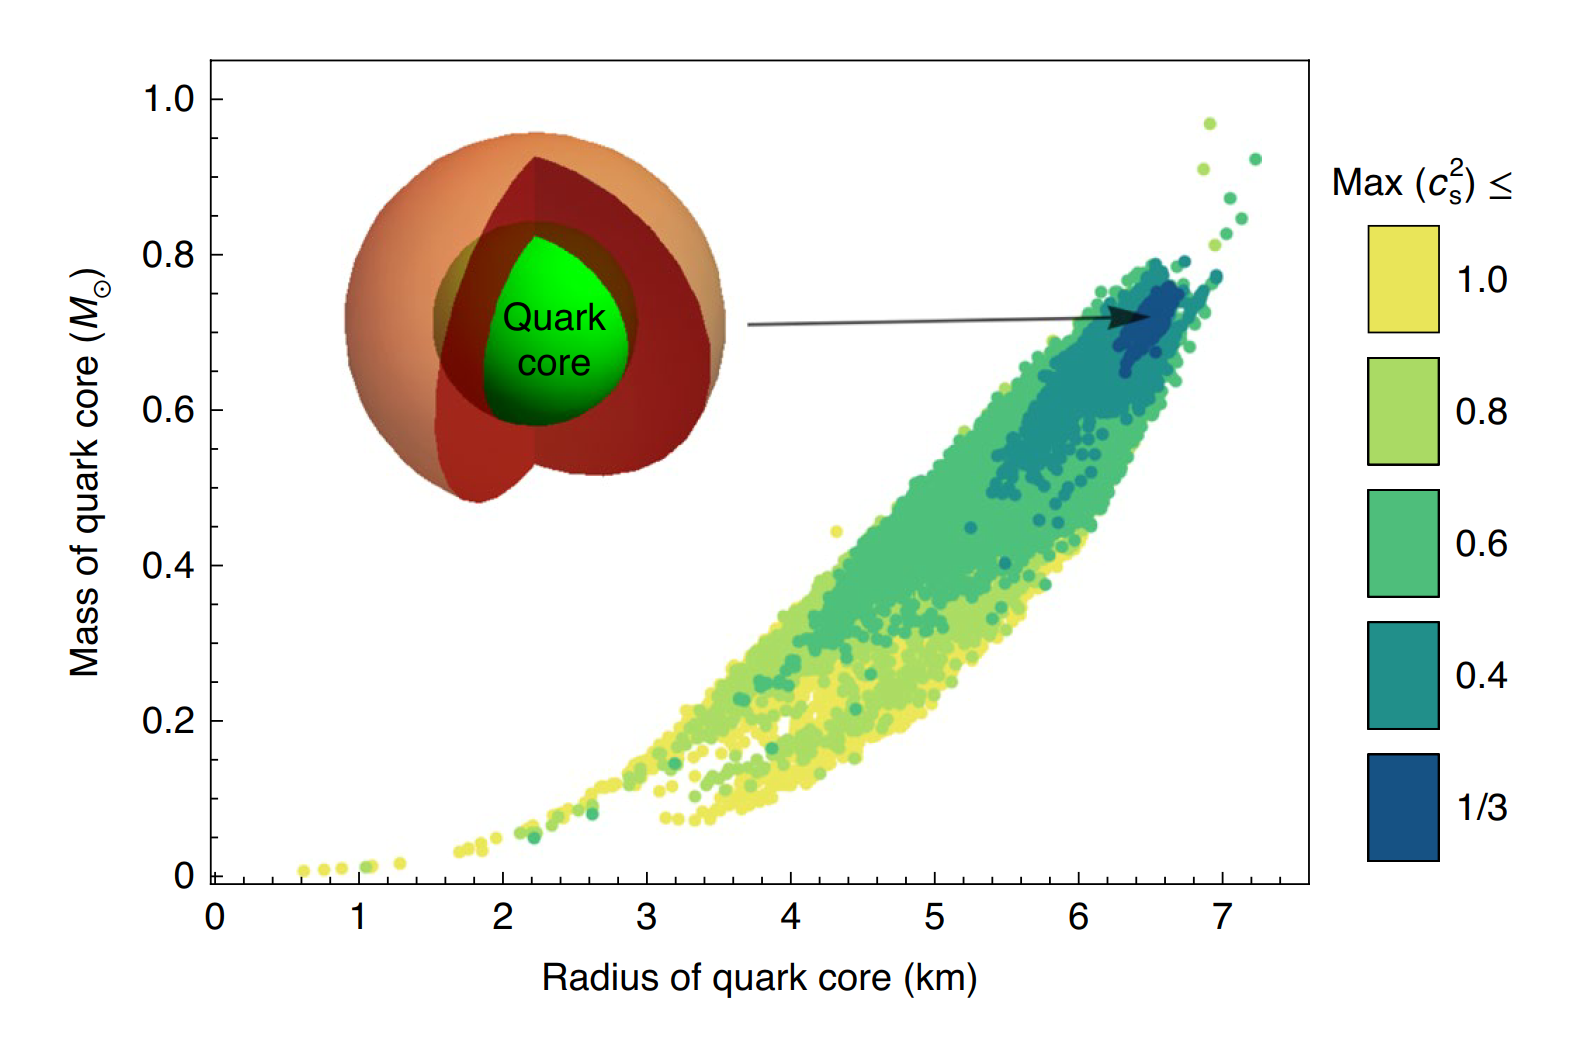 1.0
0.8
0.6
0.4
0.2
0
Mass of quark core (M☉)
Quark
core
0 1 2 3 4 5 6 7
Radius of quark core (km)
Max (c_s^2) ≤
1.0
0.8
0.6
0.4
1/3